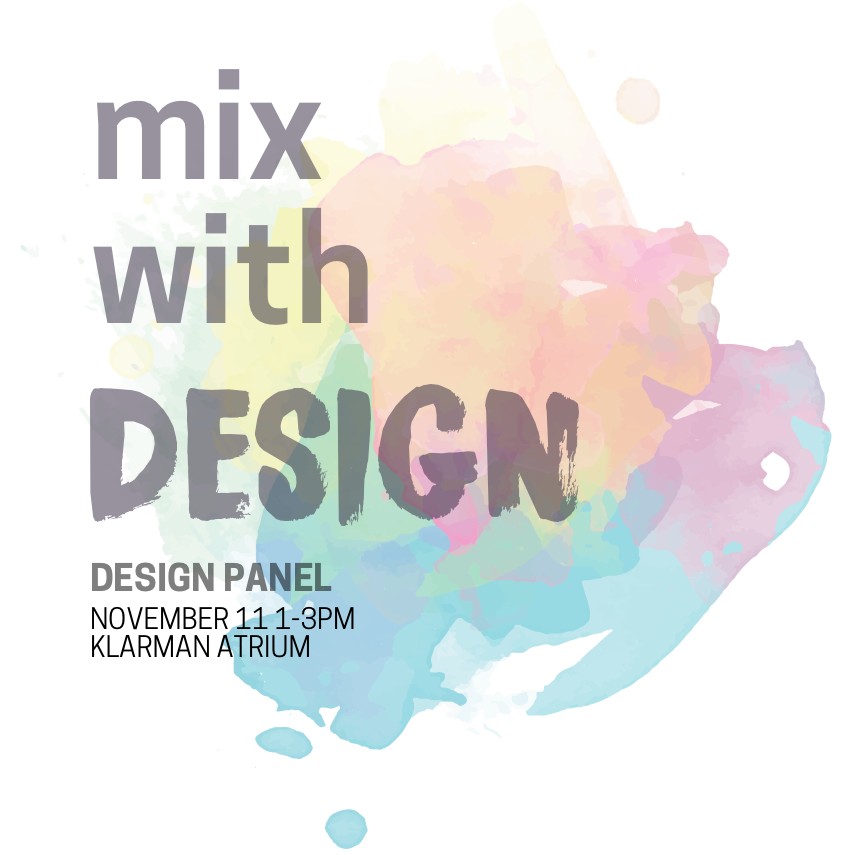 mix
with
DESIGN
DESIGN PANEL
NOVEMBER 11 1-3PM
KLARMAN ATRIUM